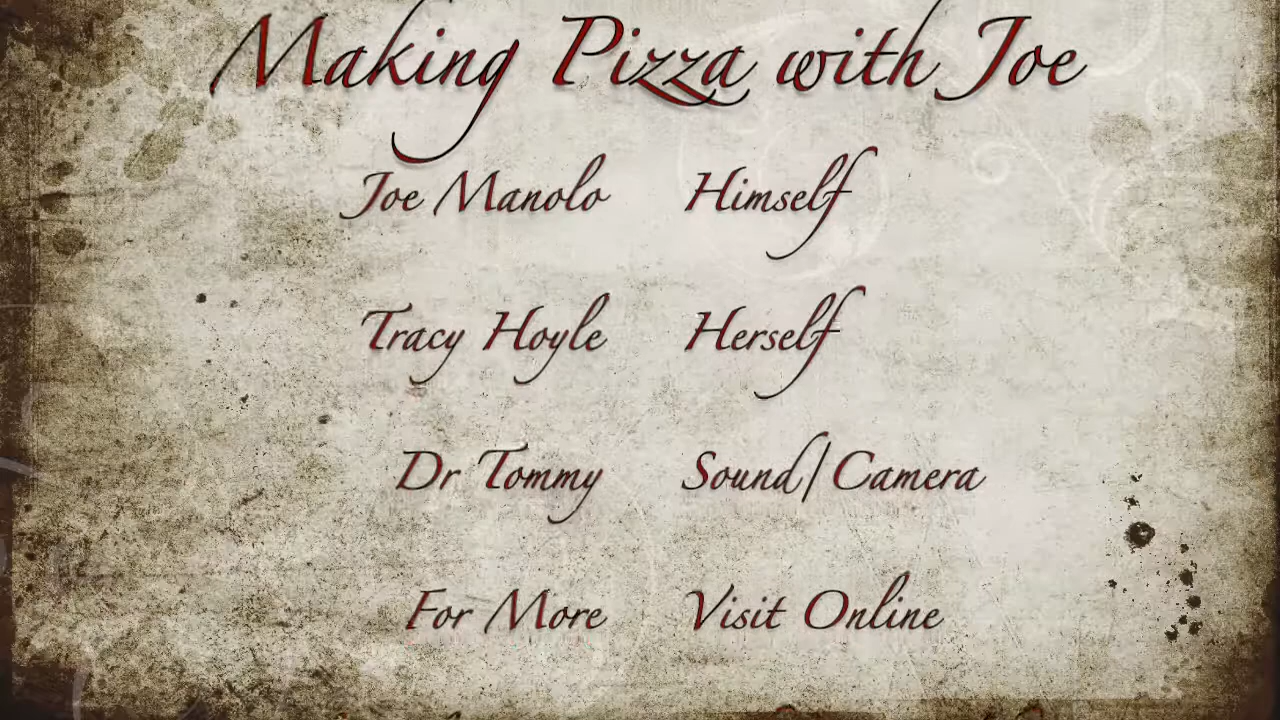 Making Pizza with Joe
Joe Manolo Himself
Tracy Hoyle Herself
Dr Tommy Sound/Camera
For More Visit Online